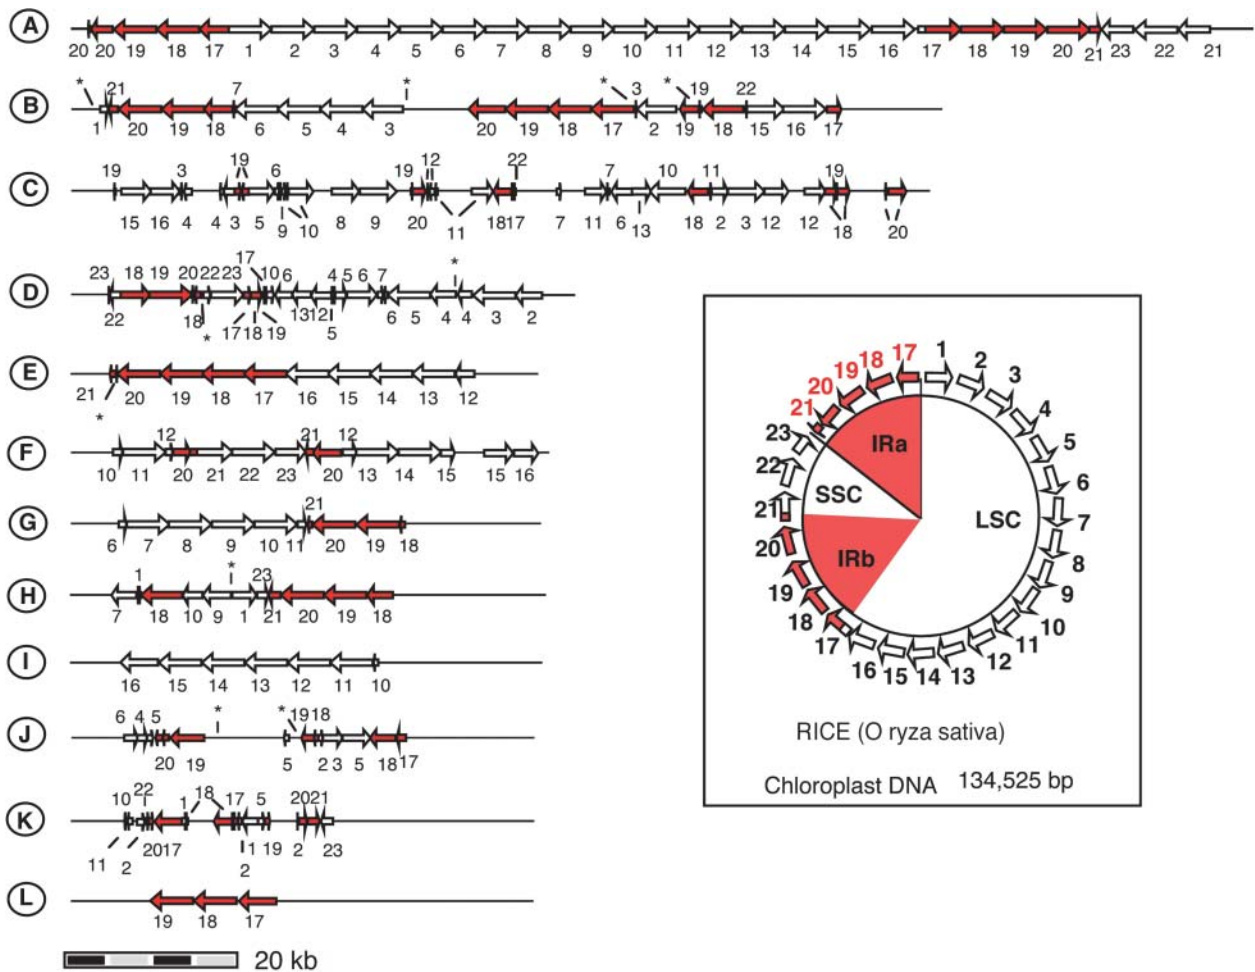 A
20 20 19 18 17 1 2 3 4 5 6 7 8 9 10 11 12 13 14 15 16 17 18 19 20 21 23 22 21
* 21 7 * * * 3 19 22
B
1 20 19 18 6 5 4 3 20 19 18 17 2 19 18 15 16 17
19 3 19 6 19 12 22 7 10 11 19
C
15 16 4 4 3 5 9 10 8 9 20 11 18 17 7 11 6 13 18 2 3 12 12 18 20
23 18 19 20 22 23 17 10 6 4 5 6 7 *
D
22 18 * 17 18 19 13 12 5 6 5 4 4 3 2
E
21 * 20 19 18 17 16 15 14 13 12
12 21 12
F
10 11 20 21 22 23 20 13 14 15 15 16
21
G
6 7 8 9 10 11 20 19 18
1 * 23
H
7 18 10 9 1 21 20 19 18
I
16 15 14 13 12 11 10
6 4 5 * * 19 18
J
20 19 5 2 3 5 18 17
10 22 1 18 17 5 20 21
K
11 2 20 17 2 1 19 2 23
L
19 18 17
20 kb
17 1 2 3 4 5 6 7 8 9 10 11 12 13 14 15 16 17 18 19 20 21 22 23 21 20 19 18
IRa
SSC
LSC
IRb
RICE (O ryza sativa)
Chloroplast DNA 134,525 bp